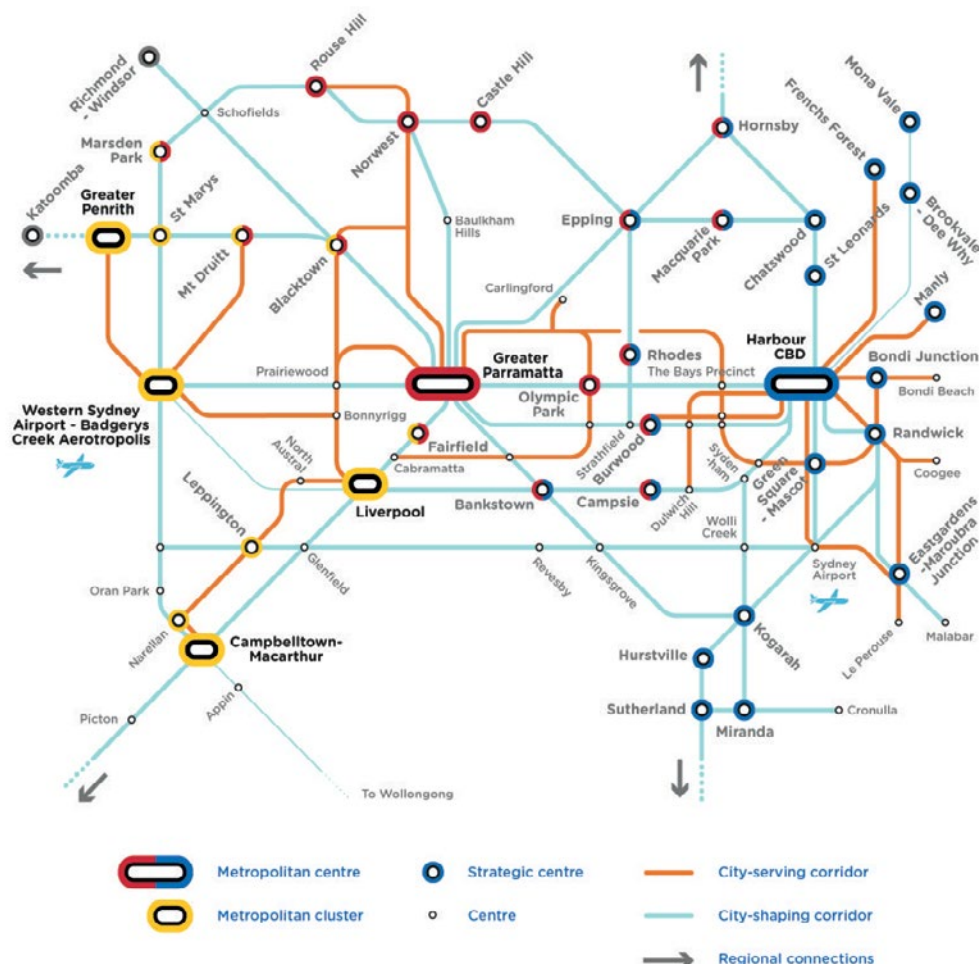 Rouse Hill
Richmond
- Windsor
Castle Hill
Mona Vale
Frenchs Forest
Schofields
Marsden
Park
Norwest
Hornsby
Katoomba
Greater
Penrith
St Marys
Baulkham
Hills
Epping
Brookvale
- Dee Why
Mt Druitt
Macquarie
Park
Chatswood
St Leonards
Blacktown
Carlingford
Manly
Harbour
CBD
Greater
Parramatta
Rhodes
The Bays Precinct
Bondi Junction
Prairiewood
Olympic
Park
Bondi Beach
Western Sydney
Airport - Badgerys
Creek Aerotropolis
Bonnyrigg
Fairfield
Strathfield
Burwood
Randwick
North
Austral
Cabramatta
Syden
-ham
Green
Square
- Mascot
Coogee
Leppington
Liverpool
Bankstown
Campsie
Dulwich
Hill
Wolli
Creek
Eastgardens
-Maroubra
Junction
Glenfield
Revesby
Kingsgrove
Sydney
Airport
Oran Park
Narellan
Campbelltown-
Macarthur
Kogarah
Hurstville
Le Perouse
Malabar
Picton
Appin
Sutherland
Miranda
Cronulla
To Wollongong
Metropolitan centre
Strategic centre
City-serving corridor
Metropolitan cluster
Centre
City-shaping corridor
Regional connections